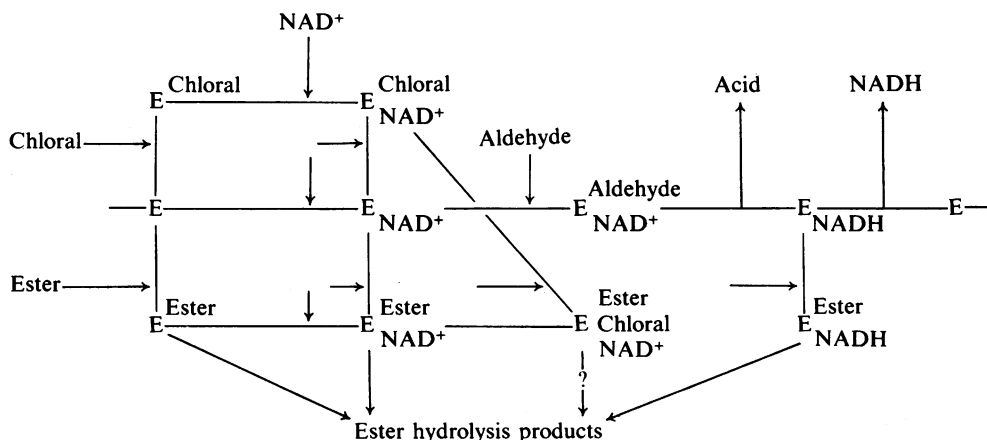 NAD⁺
Chloral Chloral Acid NADH
E E
NAD⁺
Chloral Aldehyde
Aldehyde
E E E E E
NAD⁺ NAD⁺ NADH
Ester
Ester Ester Ester Ester
E E E Chloral E
NAD⁺ NAD⁺ NADH
?
Ester hydrolysis products